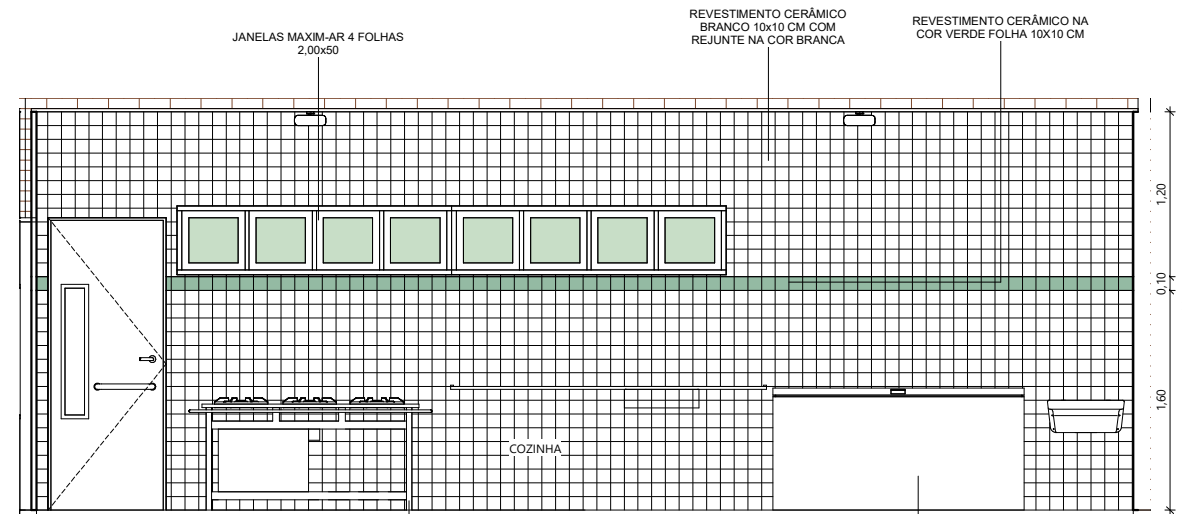 REVESTIMENTO CERÂMICO
BRANCO 10x10 CM COM
REJUNTE NA COR BRANCA
REVESTIMENTO CERÂMICO NA
COR VERDE FOLHA 10X10 CM
JANELAS MAXIM-AR 4 FOLHAS
2,00x50
1,20
0,10
1,60
COZINHA